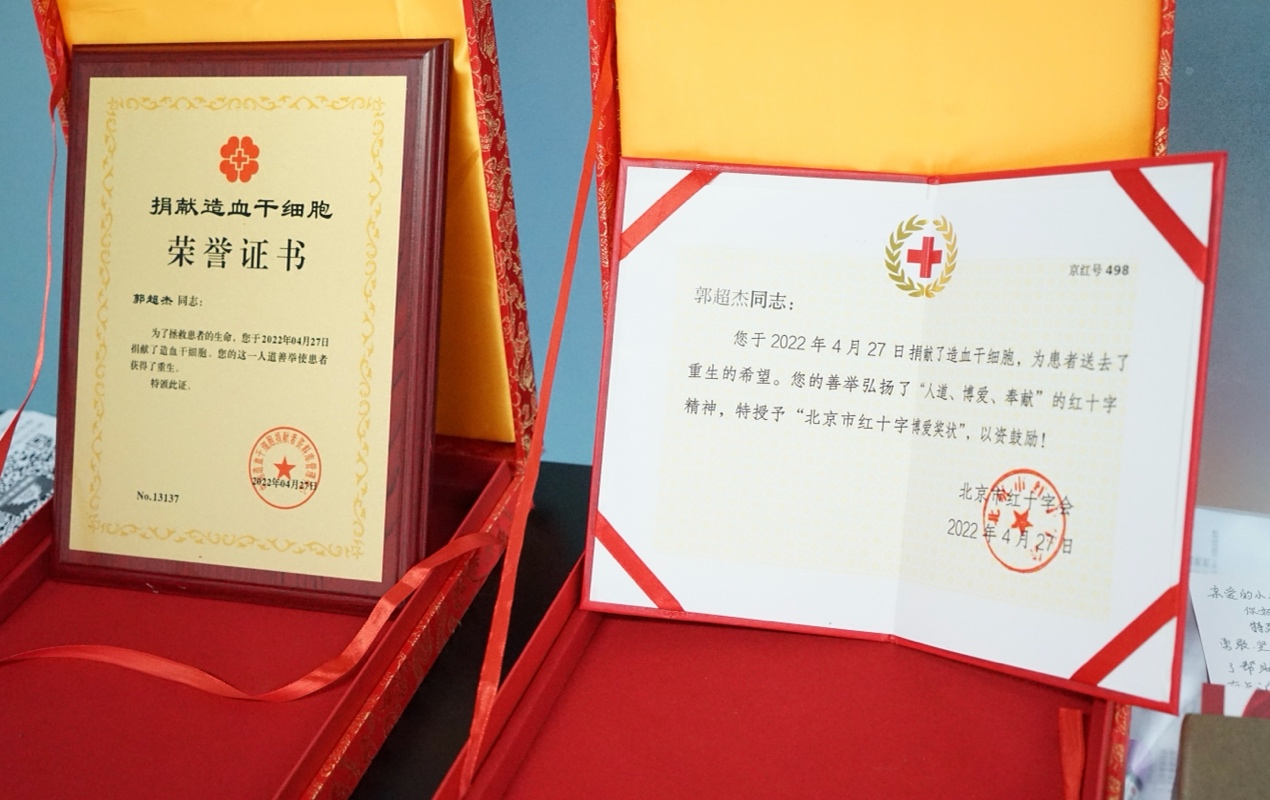 捐献造血干细胞
荣誉证书
郭超杰 同志:
为了拯救患者的生命，您于2022年04月27日
捐献了造血干细胞。您的这一人道善举使患者
获得了重生。
特颁此证。
2022年04月27日
No.13137
京红号 498
郭超杰同志：
您于 2022 年 4 月 27 日捐献了造血干细胞，为患者送去了
重生的希望。您的善举弘扬了“人道、博爱、奉献”的红十字
精神，特授予“北京市红十字博爱奖状”，以资鼓励！
北京市红十字会
2022 年 4 月 27 日
亲爱的小
你好